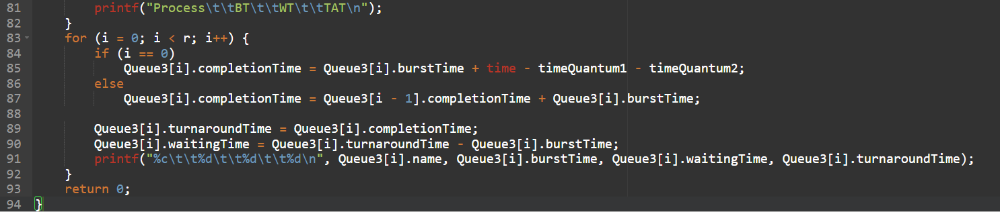 81 printf("Process\t\tBT\t\tWT\t\tTAT\n");
82 }
83 for (i = 0; i < r; i++) {
84 if (i == 0)
85 Queue3[i].completionTime = Queue3[i].burstTime + time - timeQuantum1 - timeQuantum2;
86 else
87 Queue3[i].completionTime = Queue3[i - 1].completionTime + Queue3[i].burstTime;
88
89 Queue3[i].turnaroundTime = Queue3[i].completionTime;
90 Queue3[i].waitingTime = Queue3[i].turnaroundTime - Queue3[i].burstTime;
91 printf("%c\t\t%d\t\t%d\t\t%d\n", Queue3[i].name, Queue3[i].burstTime, Queue3[i].waitingTime, Queue3[i].turnaroundTime);
92 }
93 return 0;
94 }